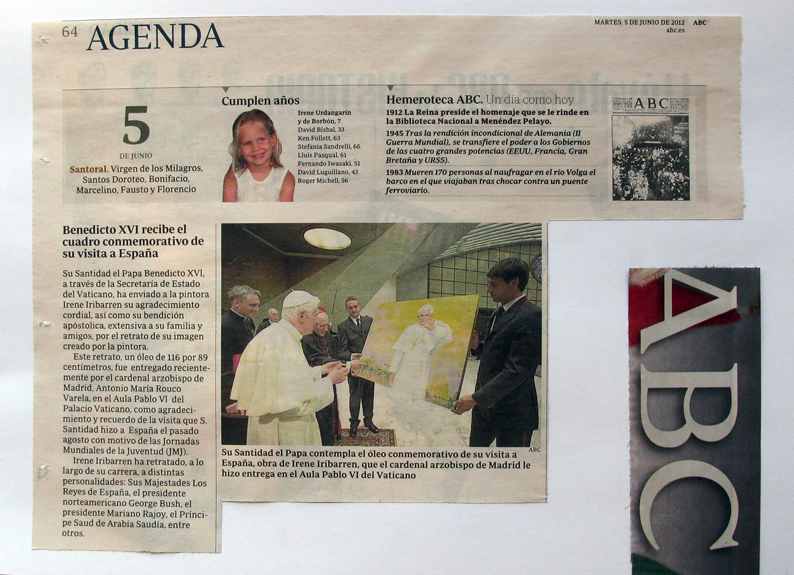 64 AGENDA
MARTES, 5 DE JUNIO DE 2012 ABC
abc.es
5
DE JUNIO
Santoral. Virgen de los Milagros,
Santos Doroteo, Bonifacio,
Marcelino, Fausto y Florencio
Cumplen años
Irene Urdangarín
y de Borbón, 7
David Bisbal, 33
Ken Follett, 63
Stefania Sandrelli, 66
Lluis Pasqual, 61
Fernando Iwasaki, 51
David Luguillano, 43
Roger Michell, 56
Hemeroteca ABC. Un día como hoy
1912 La Reina preside el homenaje que se le rinde en
la Biblioteca Nacional a Menéndez Pelayo.
1945 Tras la rendición incondicional de Alemania (II
Guerra Mundial), se transfiere el poder a los Gobiernos
de las cuatro grandes potencias (EEUU, Francia, Gran
Bretaña y URSS).
1983 Mueren 170 personas al naufragar en el río Volga el
barco en el que viajaban tras chocar contra un puente
ferroviario.
ABC
Benedicto XVI recibe el
cuadro conmemorativo de
su visita a España
Su Santidad el Papa Benedicto XVI,
a través de la Secretaría de Estado
del Vaticano, ha enviado a la pintora
Irene Iribarren su agradecimiento
cordial, así como su bendición
apóstolica, extensiva a su familia y
amigos, por el retrato de su imagen
creado por la pintora.
Este retrato, un óleo de 116 por 89
centímetros, fue entregado reciente-
mente por el cardenal arzobispo de
Madrid, Antonio María Rouco
Varela, en el Aula Pablo VI del
Palacio Vaticano, como agradeci-
miento y recuerdo de la visita que S.
Santidad hizo a España el pasado
agosto con motivo de las Jornadas
Mundiales de la Juventud (JMJ).
Irene Iribarren ha retratado, a lo
largo de su carrera, a distintas
personalidades: Sus Majestades Los
Reyes de España, el presidente
norteamericano George Bush, el
presidente Mariano Rajoy, el Prínci-
pe Saud de Arabia Saudía, entre
otros.
ABC
Su Santidad el Papa contempla el óleo conmemorativo de su visita a
España, obra de Irene Iribarren, que el cardenal arzobispo de Madrid le
hizo entrega en el Aula Pablo VI del Vaticano
ABC